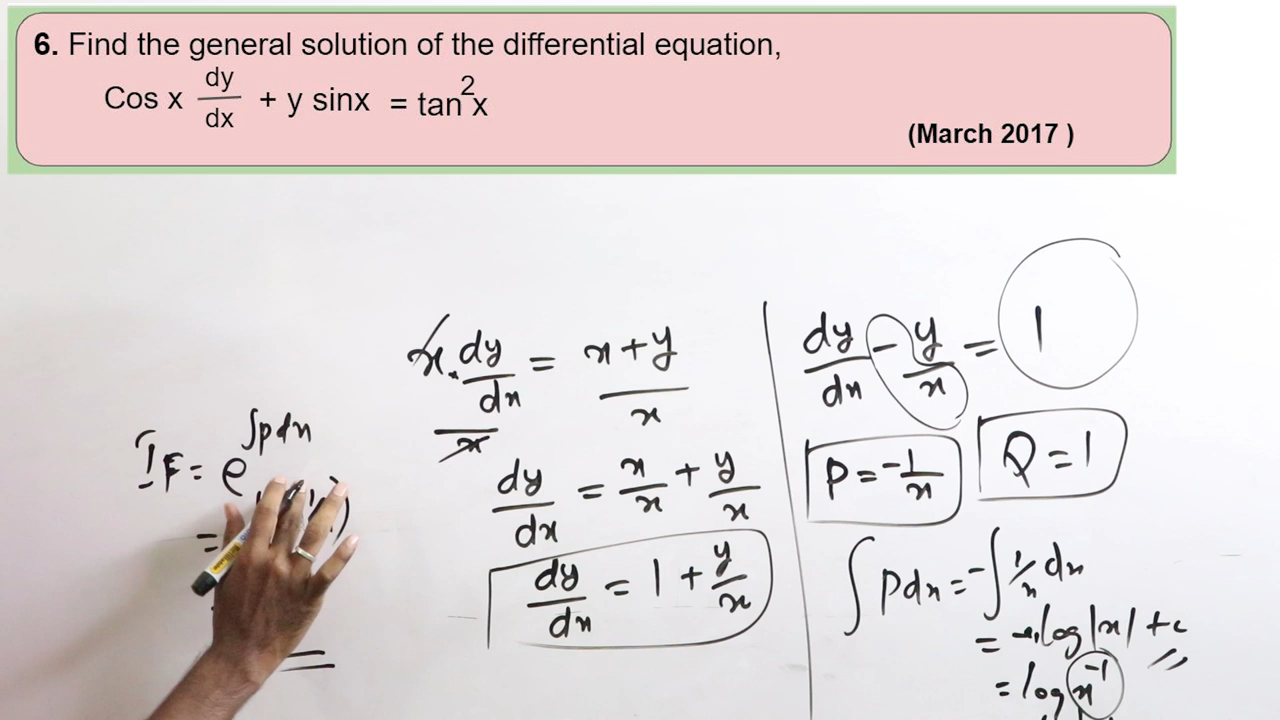 6. Find the general solution of the differential equation,
Cos x dy/dx + y sinx = tan²x
(March 2017 )
x.dy/dx / x = x+y / x
dy/dx = x/x + y/x
dy/dx = 1 + y/x
dy/dx - y/x = 1
P = -1/x
Q = 1
∫pdx = -∫1/x dx
= -log|x| + c
= log x⁻¹
IF = e^∫pdx
=